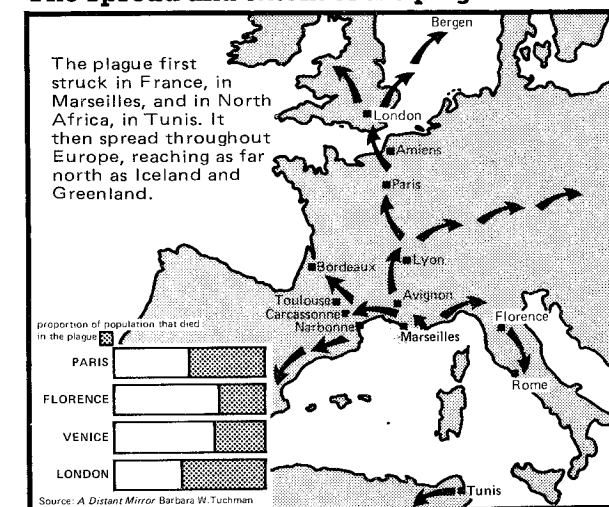 The plague first
struck in France, in
Marseilles, and in North
Africa, in Tunis. It
then spread throughout
Europe, reaching as far
north as Iceland and
Greenland.
Bergen
London
Amiens
Paris
Lyon
Bordeaux
Avignon
Toulouse
Carcassonne
Narbonne
Marseilles
Florence
Rome
Tunis
proportion of population that died
in the plague
PARIS
FLORENCE
VENICE
LONDON
Source: A Distant Mirror Barbara W. Tuchman